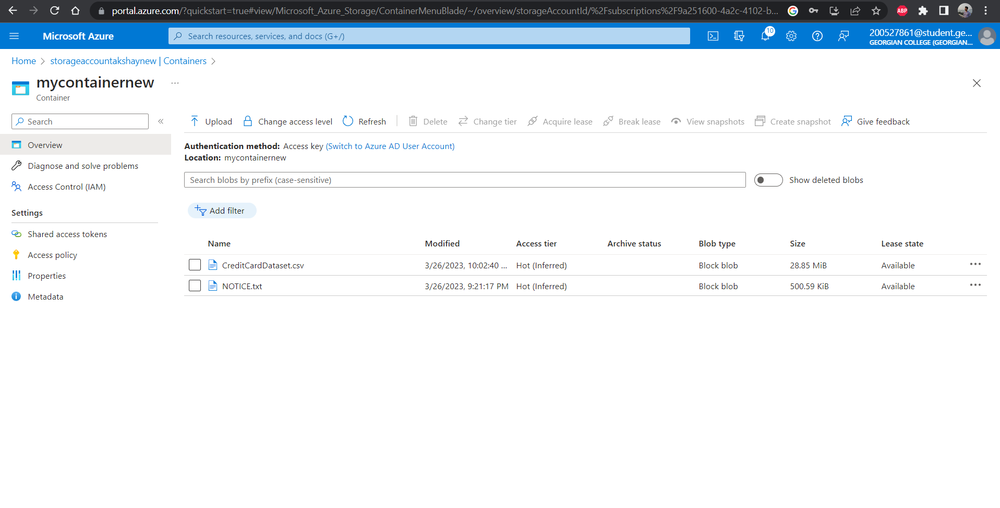 portal.azure.com/?quickstart=true#view/Microsoft_Azure_Storage/ContainerMenuBlade/~/overview/storageAccountId/%2Fsubscriptions%2F9a251600-4a2c-4102-b...
ABP
Microsoft Azure
Search resources, services, and docs (G+/)
10
200527861@student.ge...
GEORGIAN COLLEGE (GEORGIAN...
Home > storageaccountakshaynew | Containers >
mycontainernew ...
Container
Search
«
Upload
Change access level
Refresh
Delete
Change tier
Acquire lease
Break lease
View snapshots
Create snapshot
Give feedback
Overview
Diagnose and solve problems
Access Control (IAM)
Settings
Shared access tokens
Access policy
Properties
Metadata
Authentication method: Access key (Switch to Azure AD User Account)
Location: mycontainernew
Search blobs by prefix (case-sensitive)
Show deleted blobs
Add filter
Name Modified Access tier Archive status Blob type Size Lease state
CreditCardDataset.csv 3/26/2023, 10:02:40 ... Hot (Inferred) Block blob 28.85 MiB Available ...
NOTICE.txt 3/26/2023, 9:21:17 PM Hot (Inferred) Block blob 500.59 KiB Available ...